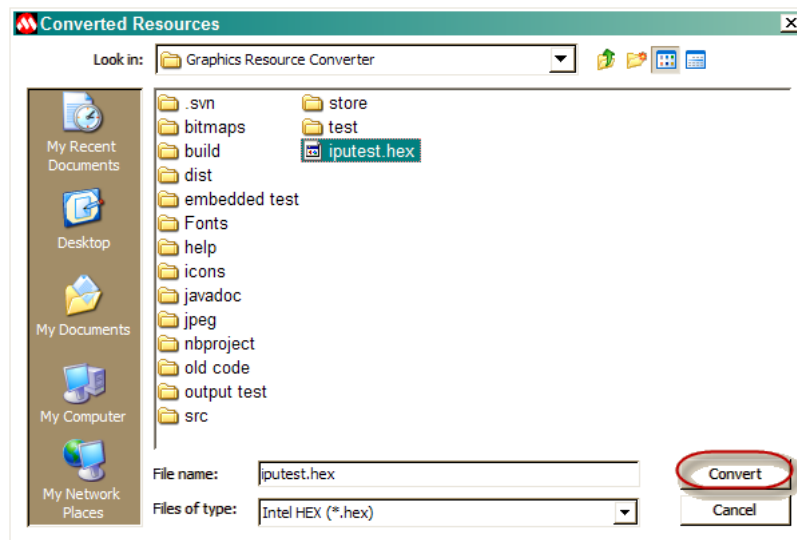 Converted Resources
Look in:
Graphics Resource Converter
My Recent
Documents
Desktop
My Documents
My Computer
My Network
Places
.svn
bitmaps
build
dist
embedded test
Fonts
help
icons
javadoc
jpeg
nbproject
old code
output test
src
store
test
iputest.hex
File name:
iputest.hex
Convert
Files of type:
Intel HEX (*.hex)
Cancel